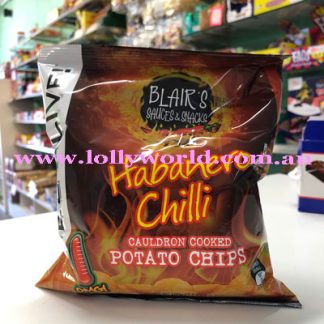 BLAIR'S
SAUCES & SNACKS
www.lollyworld.com.au
Habanero
Chilli
CAULDRON COOKED
POTATO CHIPS